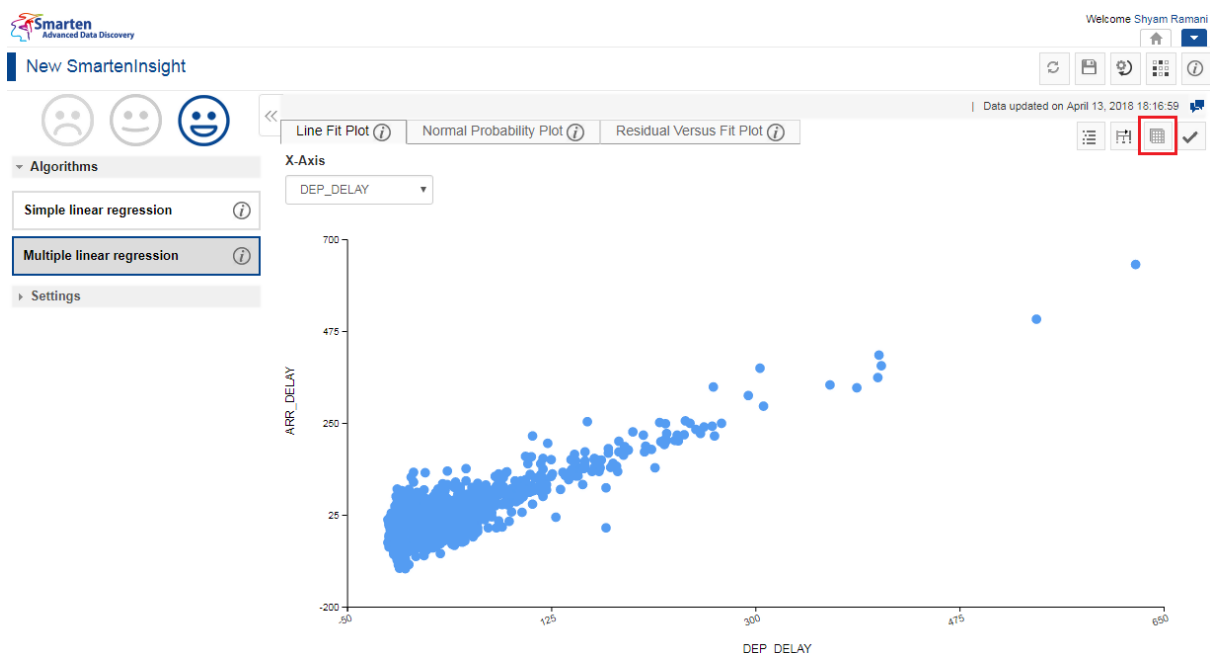 Smarten
Advanced Data Discovery
Welcome Shyam Ramani
New SmartenInsight
| Data updated on April 13, 2018 18:16:59
Line Fit Plot
Normal Probability Plot
Residual Versus Fit Plot
Algorithms
Simple linear regression
Multiple linear regression
Settings
X-Axis
DEP_DELAY
700
475
250
25
-200
ARR_DELAY
-50
125
300
475
650
DEP_DELAY